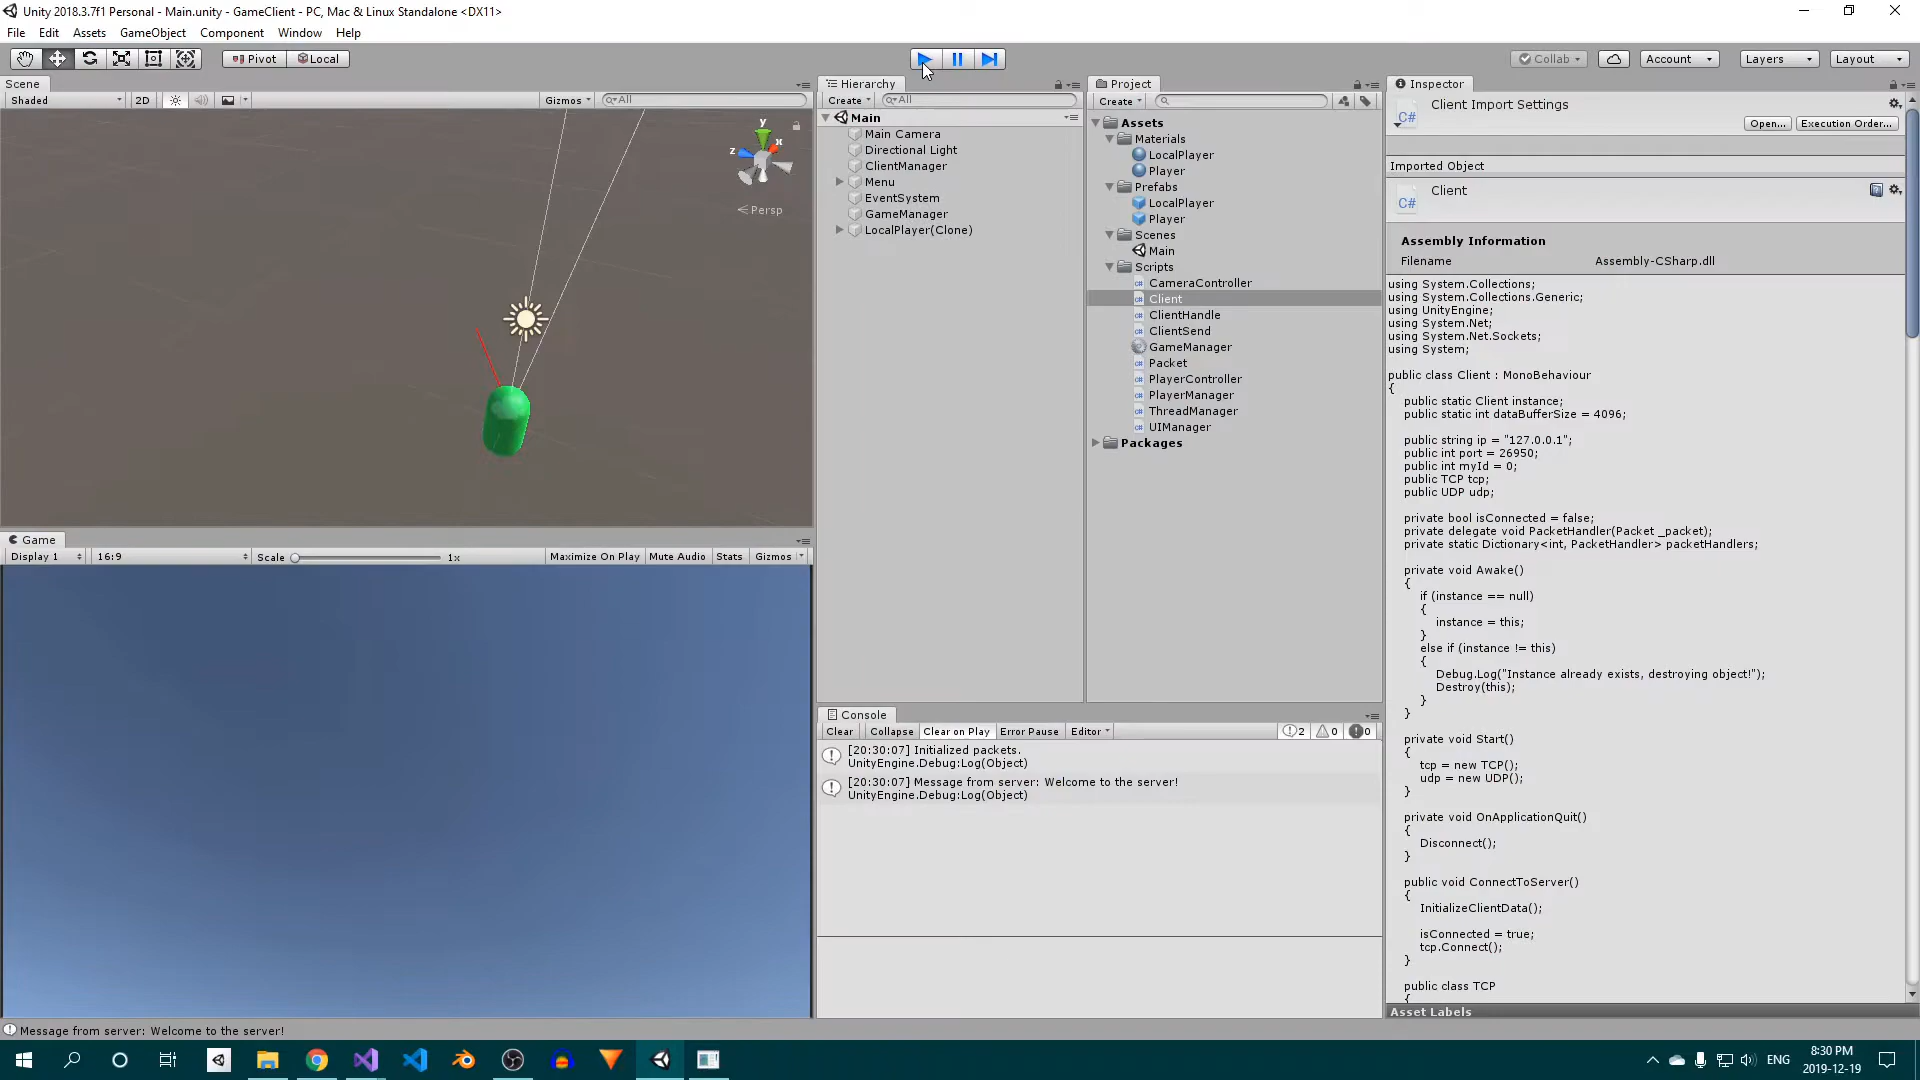 Unity 2018.3.7f1 Personal - Main.unity - GameClient - PC, Mac & Linux Standalone <DX11>
File Edit Assets GameObject Component Window Help
Pivot Local
Collab Account Layers Layout
Scene
Shaded 2D Gizmos All
y
x
z
Persp
Game
Display 1 16:9 Scale 1x Maximize On Play Mute Audio Stats Gizmos
Hierarchy
Create All
Main
Main Camera
Directional Light
ClientManager
Menu
EventSystem
GameManager
LocalPlayer(Clone)
Project
Create
Assets
Materials
LocalPlayer
Player
Prefabs
LocalPlayer
Player
Scenes
Main
Scripts
CameraController
Client
ClientHandle
ClientSend
GameManager
Packet
PlayerController
PlayerManager
ThreadManager
UIManager
Packages
Console
Clear Collapse Clear on Play Error Pause Editor 2 0 0
[20:30:07] Initialized packets.
UnityEngine.Debug:Log(Object)
[20:30:07] Message from server: Welcome to the server!
UnityEngine.Debug:Log(Object)
Inspector
C# Client Import Settings
Open... Execution Order...
Imported Object
C# Client
Assembly Information
Filename Assembly-CSharp.dll
using System.Collections;
using System.Collections.Generic;
using UnityEngine;
using System.Net;
using System.Net.Sockets;
using System;
public class Client : MonoBehaviour
{
public static Client instance;
public static int dataBufferSize = 4096;
public string ip = "127.0.0.1";
public int port = 26950;
public int myId = 0;
public TCP tcp;
public UDP udp;
private bool isConnected = false;
private delegate void PacketHandler(Packet _packet);
private static Dictionary<int, PacketHandler> packetHandlers;
private void Awake()
{
if (instance == null)
{
instance = this;
}
else if (instance != this)
{
Debug.Log("Instance already exists, destroying object!");
Destroy(this);
}
}
private void Start()
{
tcp = new TCP();
udp = new UDP();
}
private void OnApplicationQuit()
{
Disconnect();
}
public void ConnectToServer()
{
InitializeClientData();
isConnected = true;
tcp.Connect();
}
public class TCP
{
Asset Labels
Message from server: Welcome to the server!
ENG
8:30 PM
2019-12-19